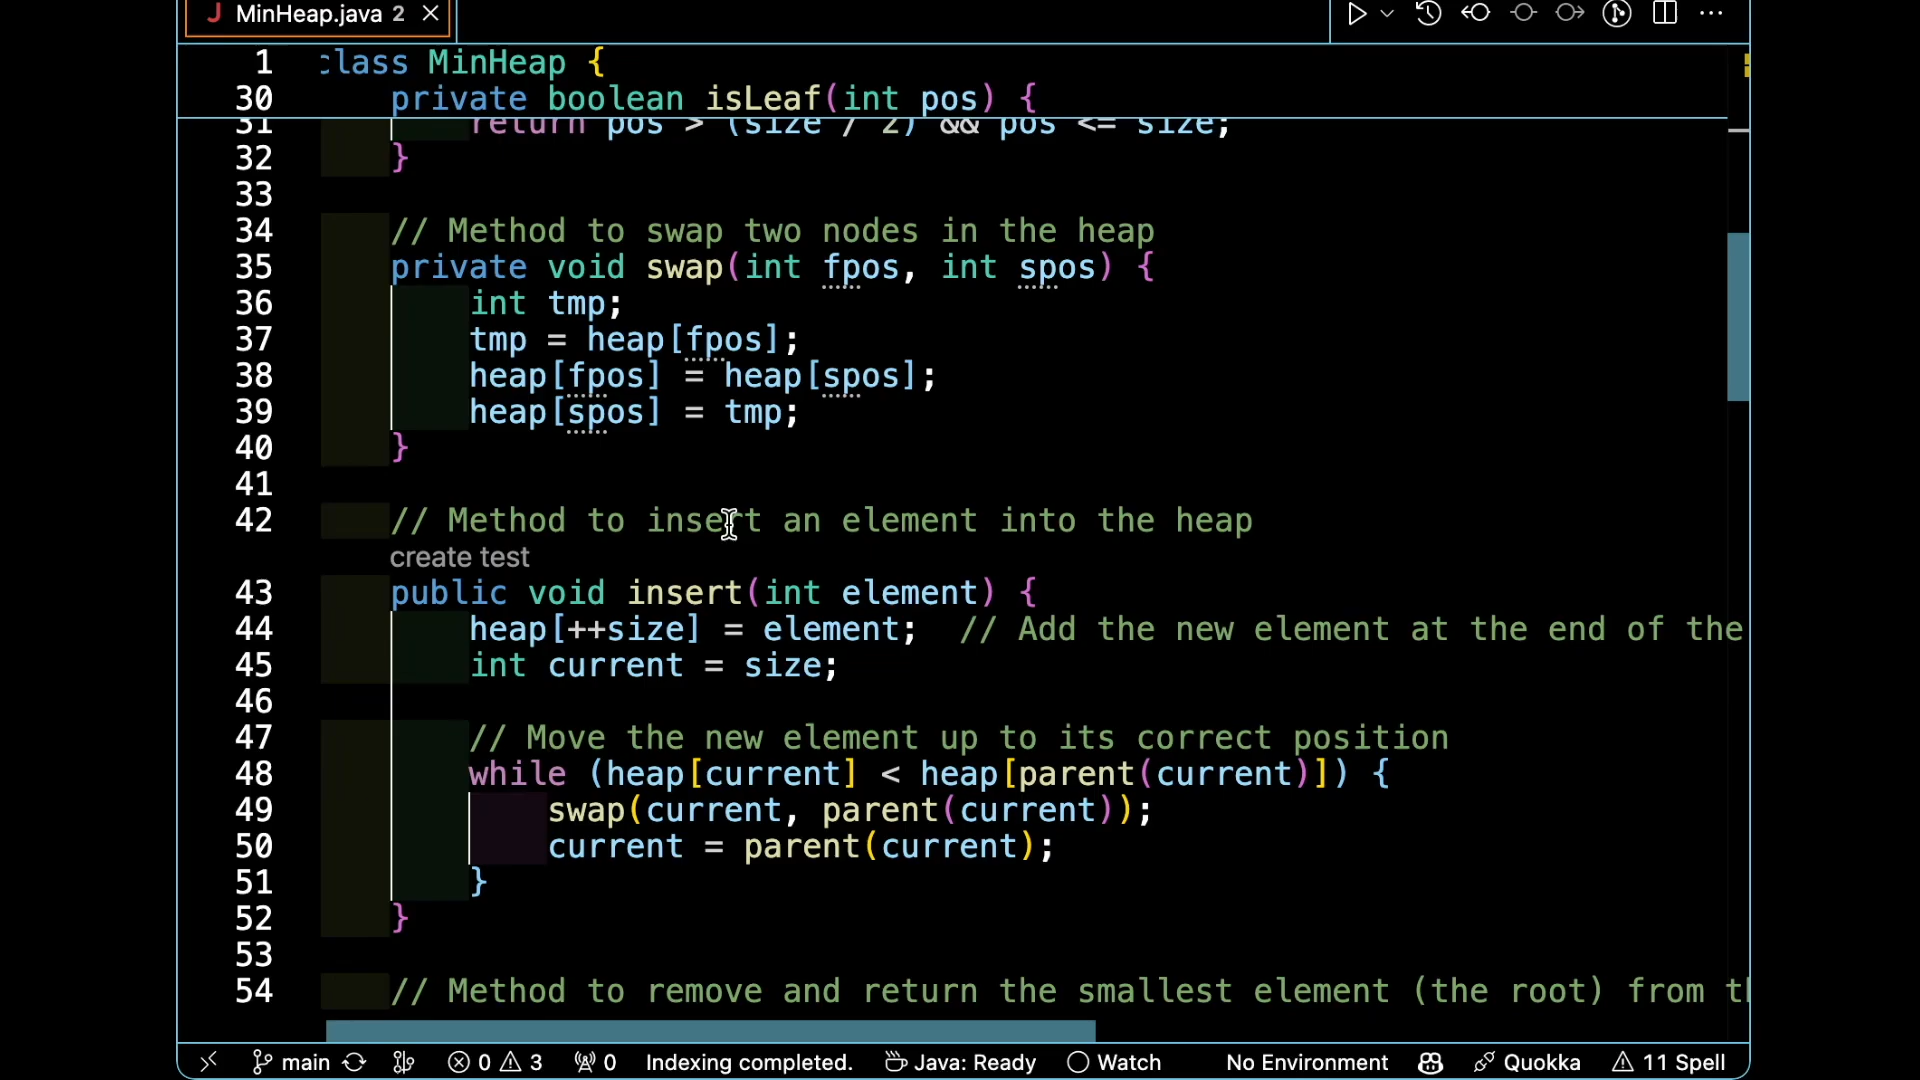 MinHeap.java 2
1 class MinHeap {
30 private boolean isLeaf(int pos) {
31 return pos > (size / 2) && pos <= size;
32 }
33
34 // Method to swap two nodes in the heap
35 private void swap(int fpos, int spos) {
36 int tmp;
37 tmp = heap[fpos];
38 heap[fpos] = heap[spos];
39 heap[spos] = tmp;
40 }
41
42 // Method to insert an element into the heap
create test
43 public void insert(int element) {
44 heap[++size] = element; // Add the new element at the end of the
45 int current = size;
46
47 // Move the new element up to its correct position
48 while (heap[current] < heap[parent(current)]) {
49 swap(current, parent(current));
50 current = parent(current);
51 }
52 }
53
54 // Method to remove and return the smallest element (the root) from t
main 0 3 0 Indexing completed. Java: Ready Watch No Environment Quokka 11 Spell